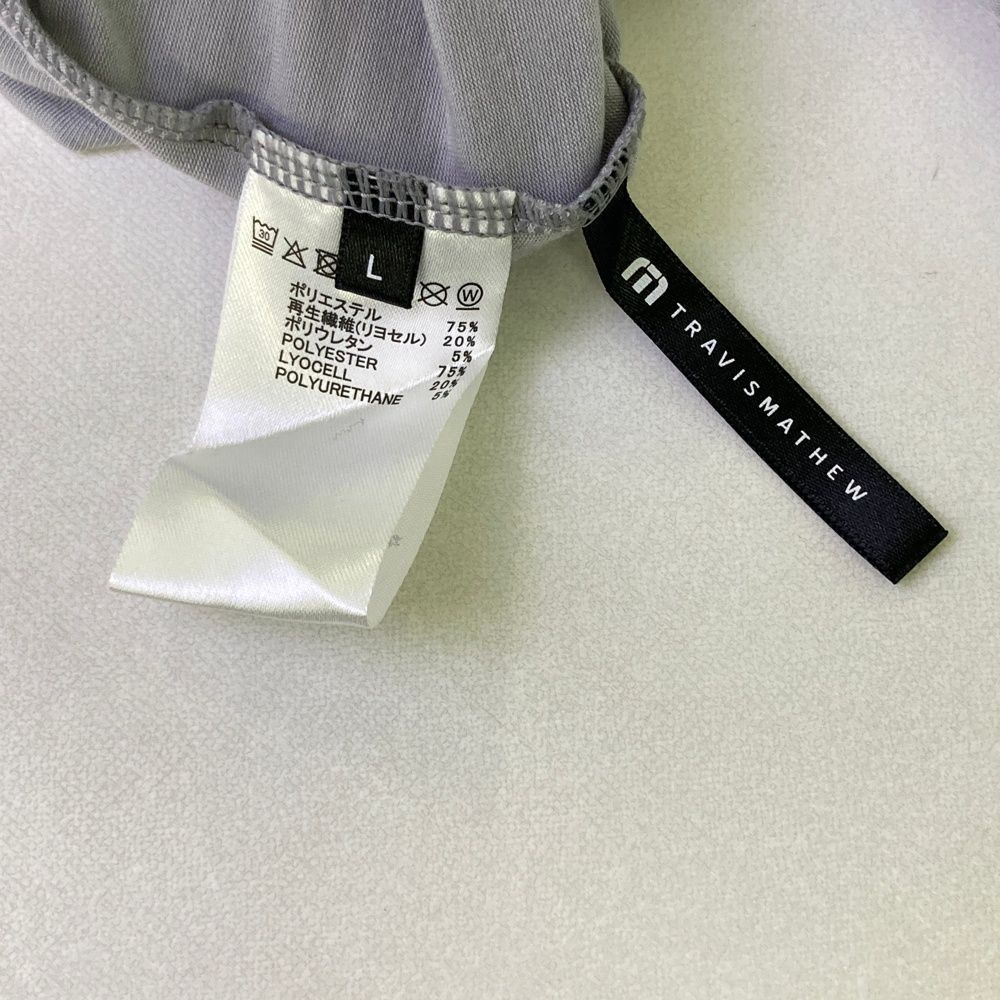 30
L
W
ポリエステル 75%
再生繊維(リヨセル) 20%
ポリウレタン 5%
POLYESTER 75%
LYOCELL 20%
POLYURETHANE 5%
TRAVISMATHEW